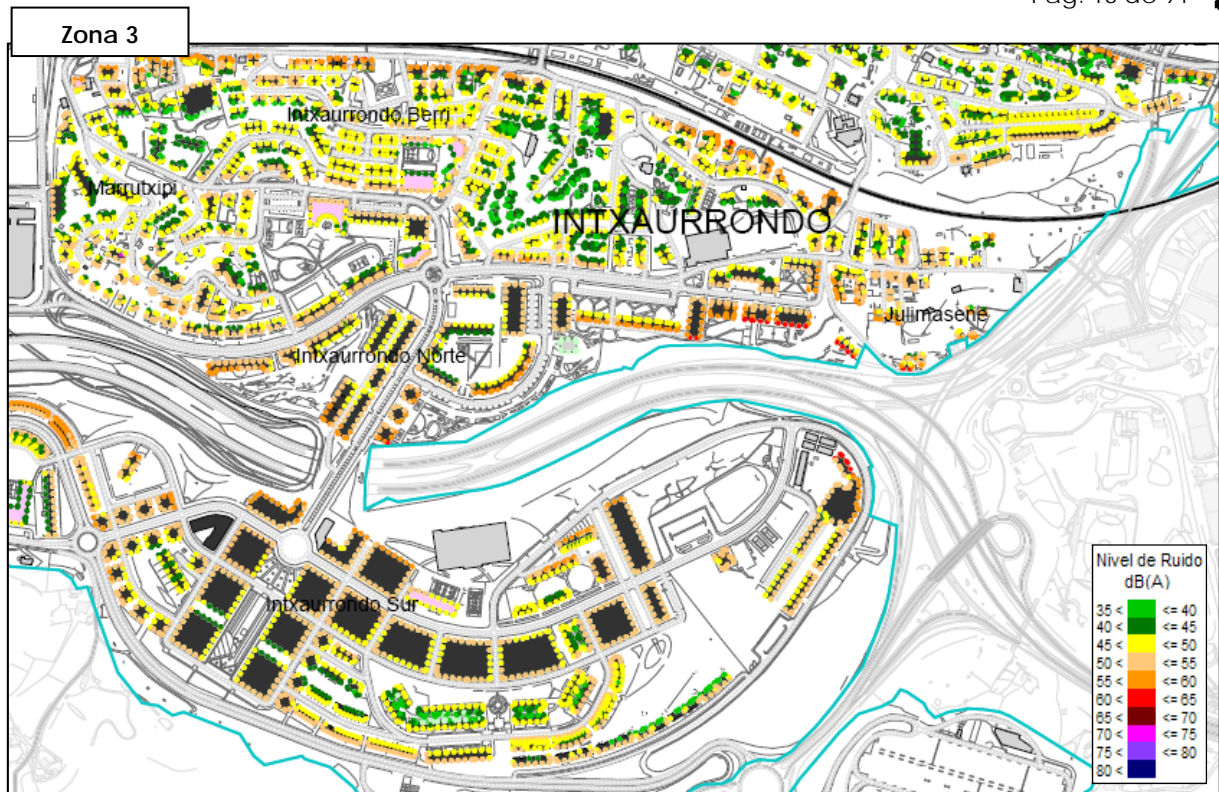 Zona 3
Intxaurrondo Berri
Marrutxipi
INTXAURRONDO
Julimasene
Intxaurrondo Norte
Intxaurrondo Sur
Nivel de Ruido
dB(A)
35 < <= 40
40 < <= 45
45 < <= 50
50 < <= 55
55 < <= 60
60 < <= 65
65 < <= 70
70 < <= 75
75 < <= 80
80 <